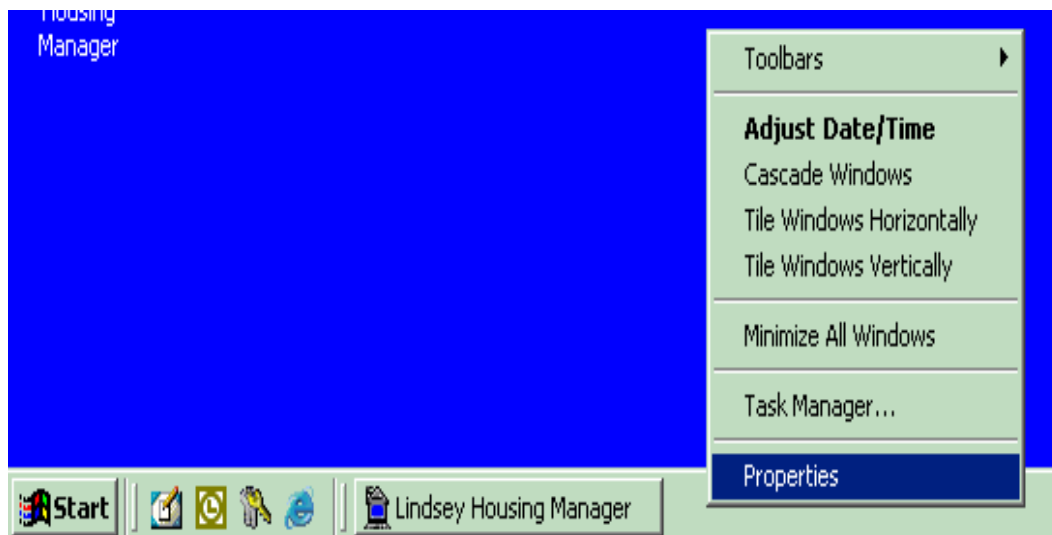 Housing
Manager
Toolbars
Adjust Date/Time
Cascade Windows
Tile Windows Horizontally
Tile Windows Vertically
Minimize All Windows
Task Manager...
Properties
Start
Lindsey Housing Manager